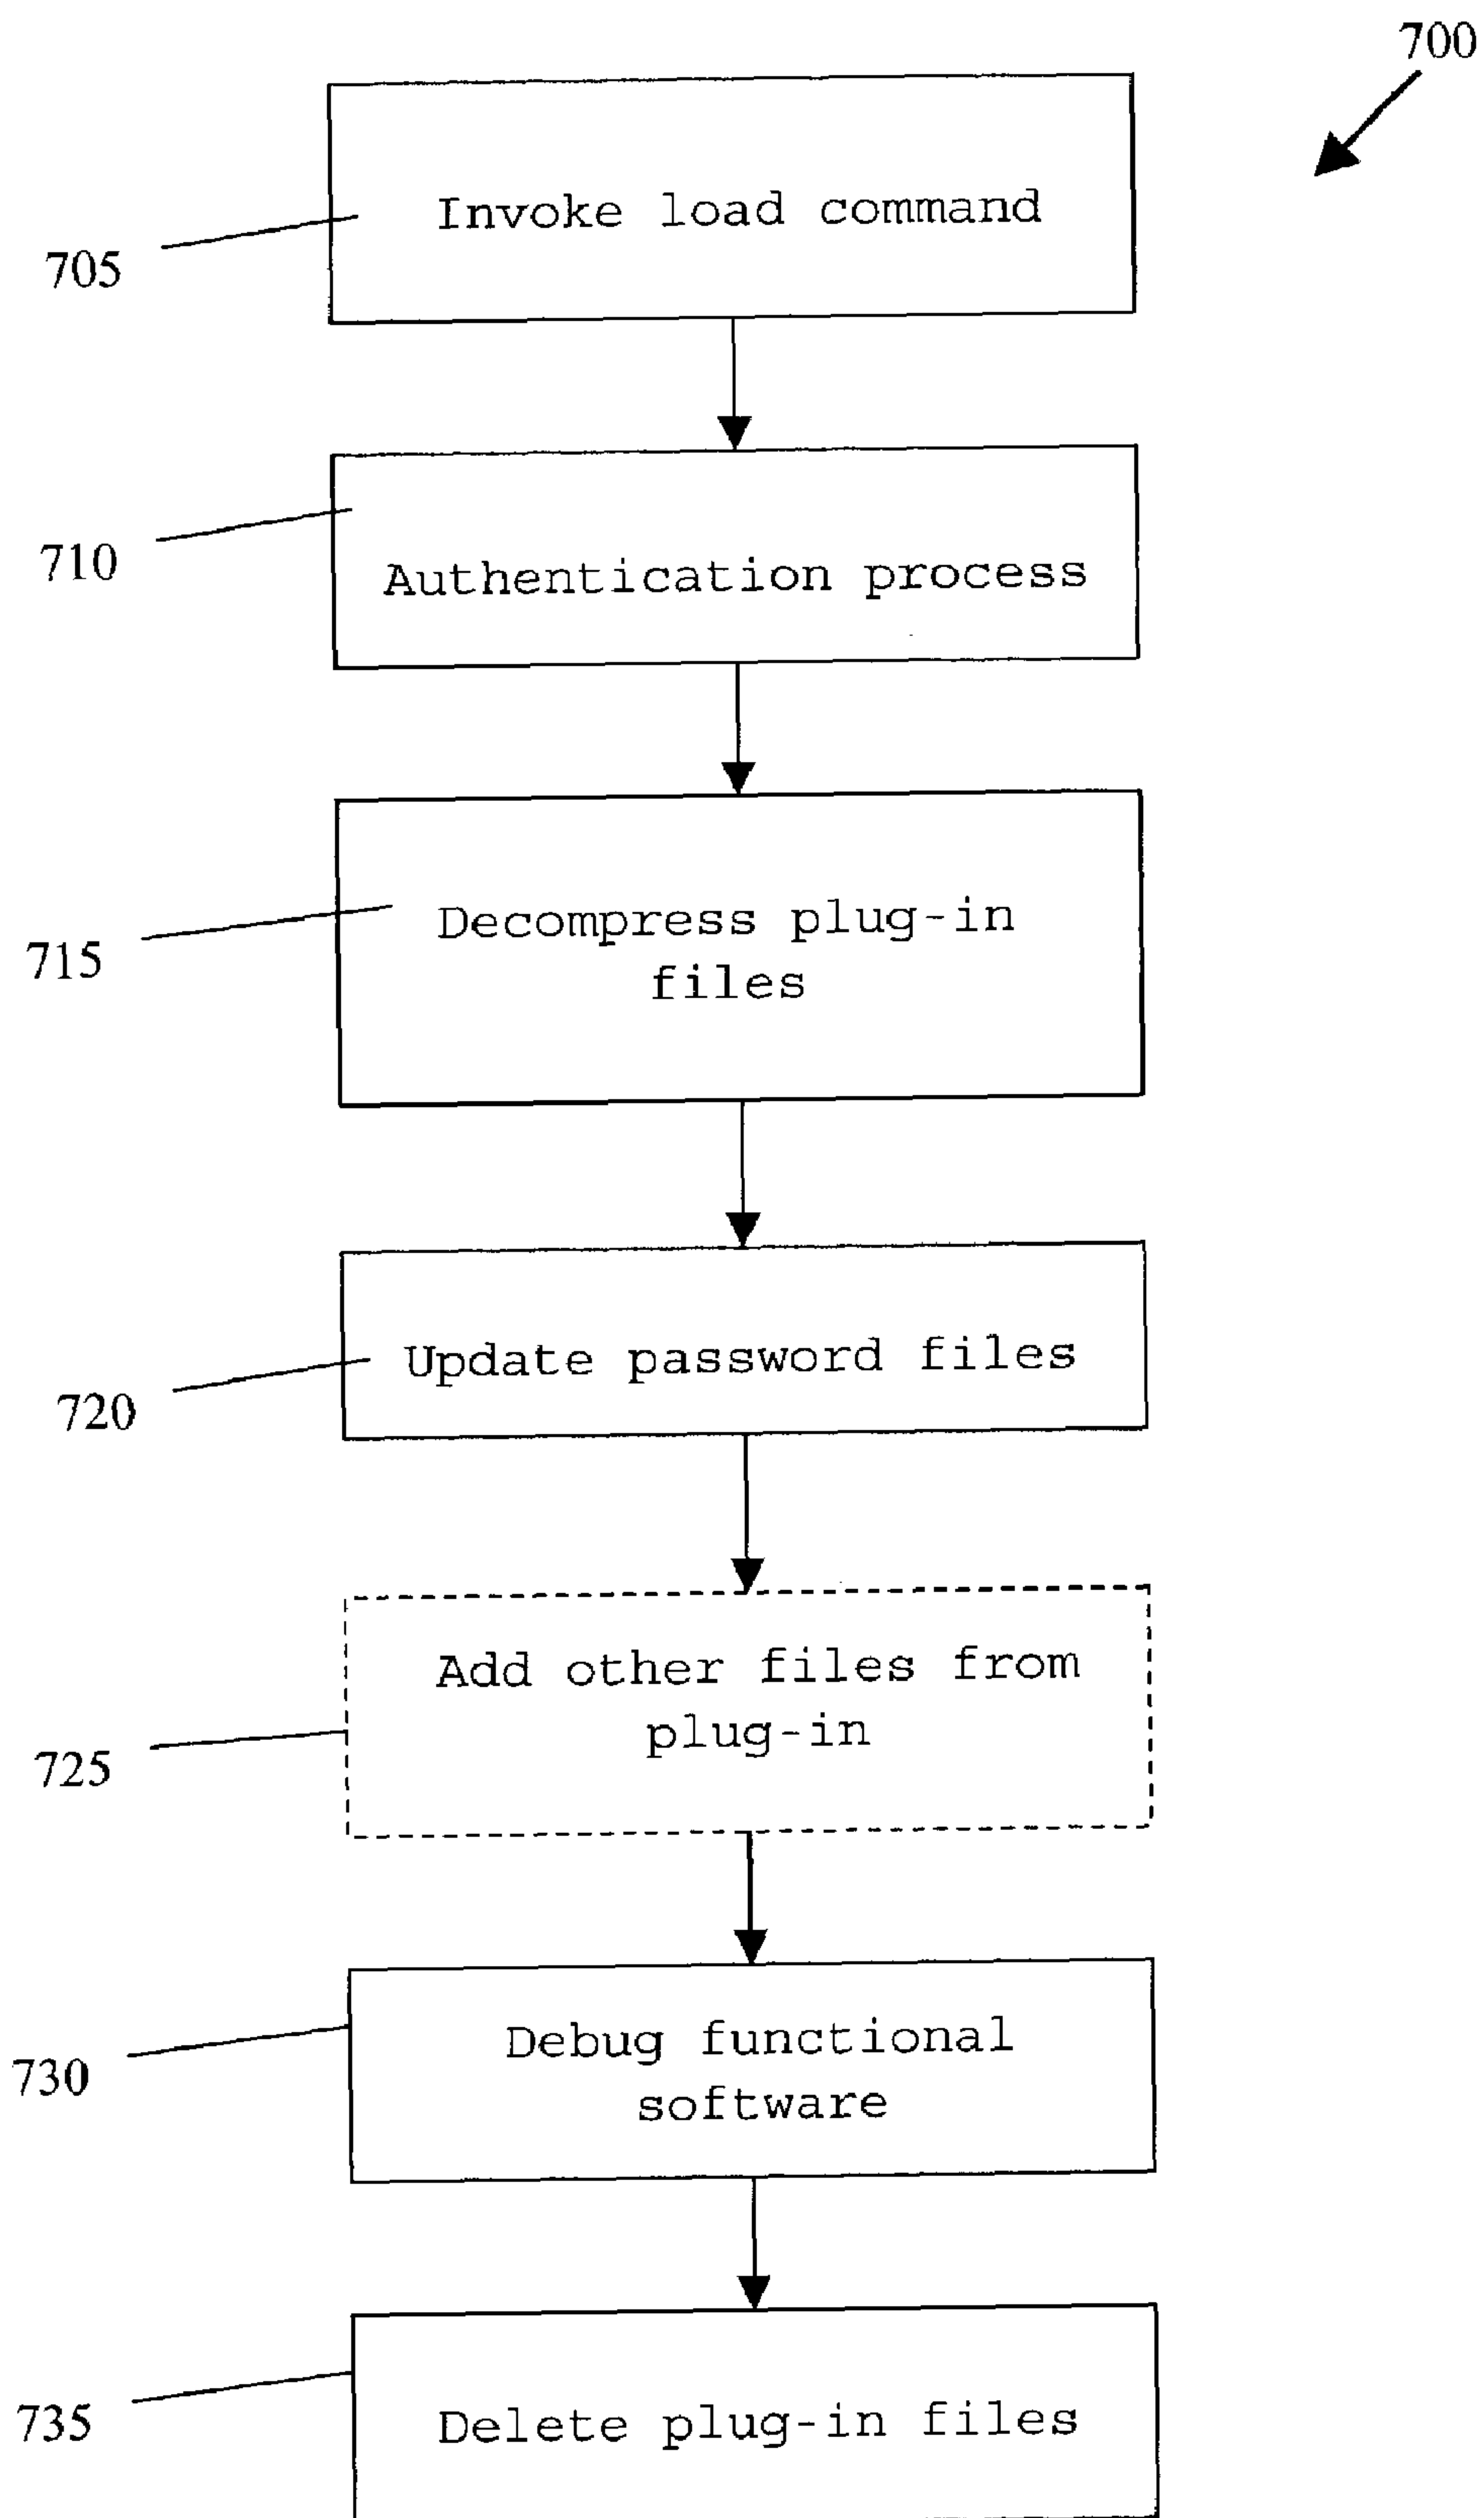 700
Invoke load command
705
Authentication process
710
Decompress plug-in
files
715
Update password files
720
Add other files from
plug-in
725
Debug functional
software
730
Delete plug-in files
735